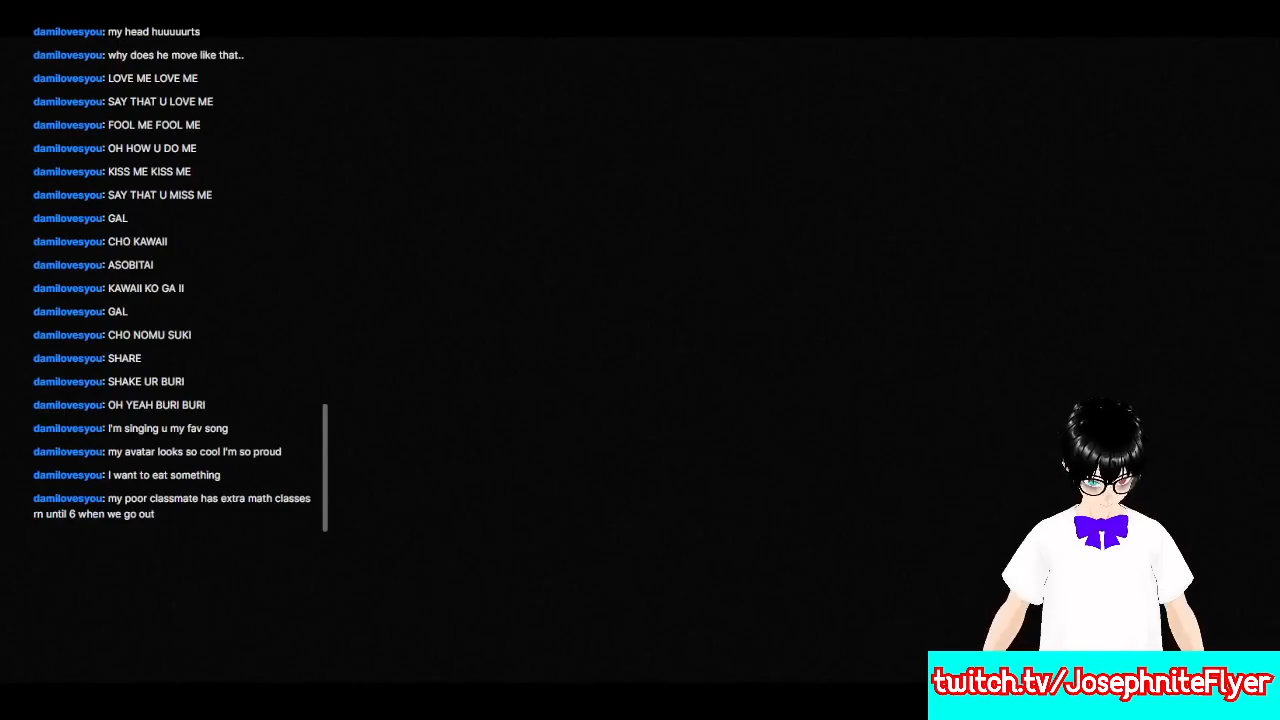 damilovesyou: my head huuuuurts
damilovesyou: why does he move like that..
damilovesyou: LOVE ME LOVE ME
damilovesyou: SAY THAT U LOVE ME
damilovesyou: FOOL ME FOOL ME
damilovesyou: OH HOW U DO ME
damilovesyou: KISS ME KISS ME
damilovesyou: SAY THAT U MISS ME
damilovesyou: GAL
damilovesyou: CHO KAWAII
damilovesyou: ASOBITAI
damilovesyou: KAWAII KO GA II
damilovesyou: GAL
damilovesyou: CHO NOMU SUKI
damilovesyou: SHARE
damilovesyou: SHAKE UR BURI
damilovesyou: OH YEAH BURI BURI
damilovesyou: I'm singing u my fav song
damilovesyou: my avatar looks so cool I'm so proud
damilovesyou: I want to eat something
damilovesyou: my poor classmate has extra math classes
rn until 6 when we go out
twitch.tv/JosephniteFlyer